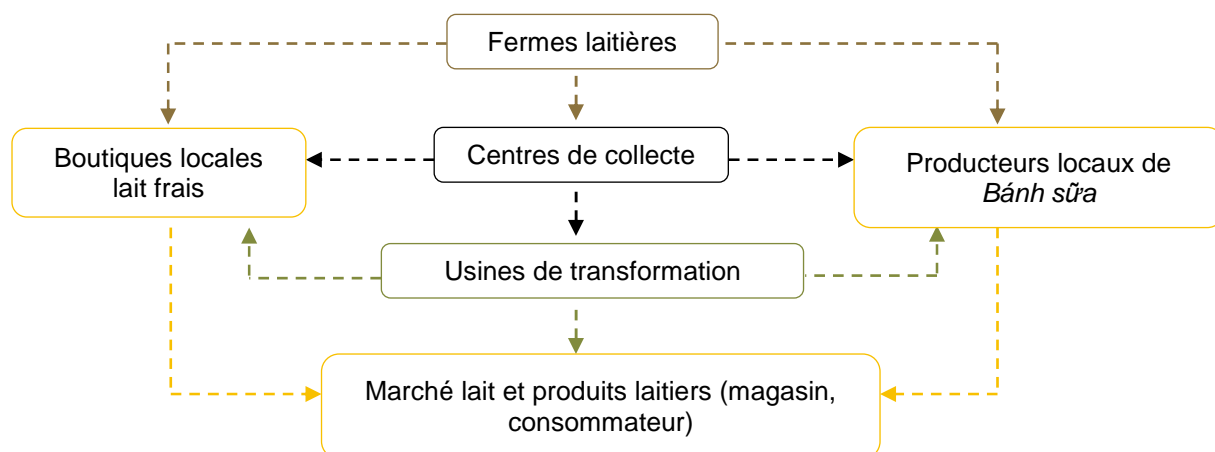 Fermes laitières
Boutiques locales
lait frais
Centres de collecte
Producteurs locaux de
Bánh sữa
Usines de transformation
Marché lait et produits laitiers (magasin,
consommateur)